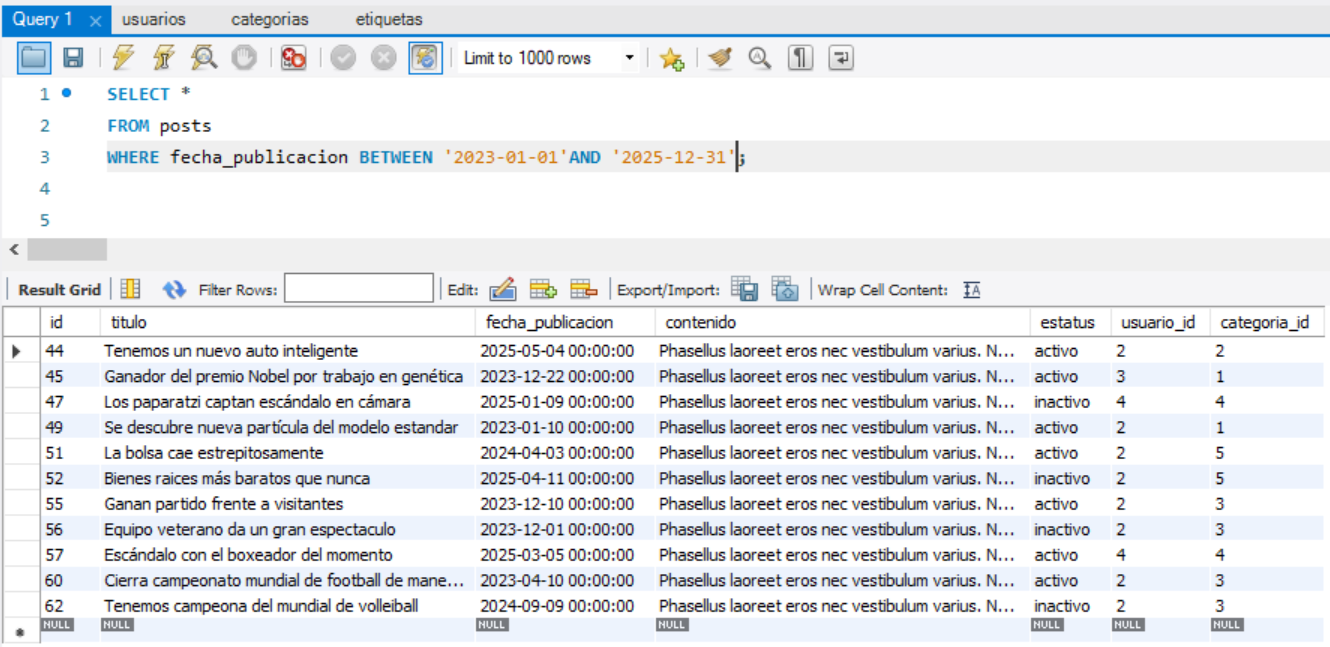 Query 1 × usuarios categorias etiquetas
Limit to 1000 rows
1 SELECT *
2 FROM posts
3 WHERE fecha_publicacion BETWEEN '2023-01-01'AND '2025-12-31';
4
5
Result Grid Filter Rows: Edit: Export/Import: Wrap Cell Content: IA
id titulo fecha_publicacion contenido estatus usuario_id categoria_id
44 Tenemos un nuevo auto inteligente 2025-05-04 00:00:00 Phasellus laoreet eros nec vestibulum varius. N... activo 2 2
45 Ganador del premio Nobel por trabajo en genética 2023-12-22 00:00:00 Phasellus laoreet eros nec vestibulum varius. N... activo 3 1
47 Los paparatzi captan escándalo en cámara 2025-01-09 00:00:00 Phasellus laoreet eros nec vestibulum varius. N... inactivo 4 4
49 Se descubre nueva partícula del modelo estandar 2023-01-10 00:00:00 Phasellus laoreet eros nec vestibulum varius. N... activo 2 1
51 La bolsa cae estrepitosamente 2024-04-03 00:00:00 Phasellus laoreet eros nec vestibulum varius. N... activo 2 5
52 Bienes raices más baratos que nunca 2025-04-11 00:00:00 Phasellus laoreet eros nec vestibulum varius. N... inactivo 2 5
55 Ganan partido frente a visitantes 2023-12-10 00:00:00 Phasellus laoreet eros nec vestibulum varius. N... activo 2 3
56 Equipo veterano da un gran espectaculo 2023-12-01 00:00:00 Phasellus laoreet eros nec vestibulum varius. N... inactivo 2 3
57 Escándalo con el boxeador del momento 2025-03-05 00:00:00 Phasellus laoreet eros nec vestibulum varius. N... activo 4 4
60 Cierra campeonato mundial de football de mane... 2023-04-10 00:00:00 Phasellus laoreet eros nec vestibulum varius. N... activo 2 3
62 Tenemos campeona del mundial de volleiball 2024-09-09 00:00:00 Phasellus laoreet eros nec vestibulum varius. N... inactivo 2 3
NULL NULL NULL NULL NULL NULL NULL